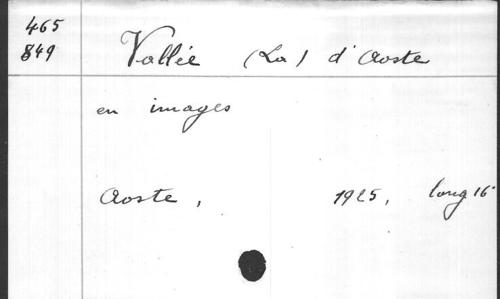 465
849
Vallée (La) d'Aoste
en images
Aoste, 1925, long 16°